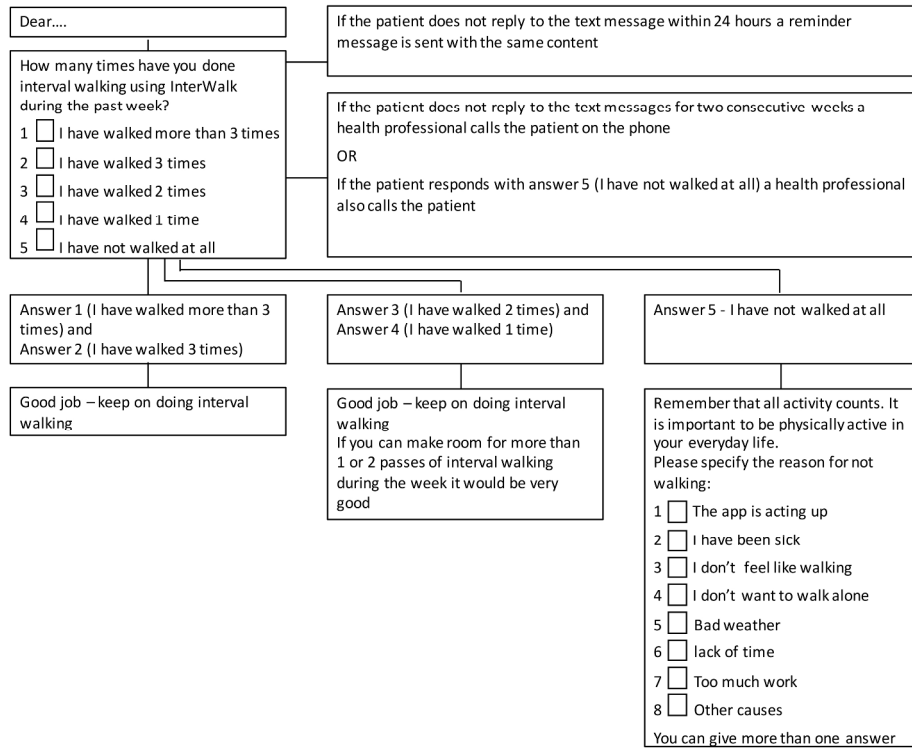 Dear....
How many times have you done
interval walking using InterWalk
during the past week?
1 I have walked more than 3 times
2 I have walked 3 times
3 I have walked 2 times
4 I have walked 1 time
5 I have not walked at all
If the patient does not reply to the text message within 24 hours a reminder
message is sent with the same content
If the patient does not reply to the text messages for two consecutive weeks a
health professional calls the patient on the phone
OR
If the patient responds with answer 5 (I have not walked at all) a health professional
also calls the patient
Answer 1 (I have walked more than 3
times) and
Answer 2 (I have walked 3 times)
Good job – keep on doing interval
walking
Answer 3 (I have walked 2 times) and
Answer 4 (I have walked 1 time)
Good job – keep on doing interval
walking
If you can make room for more than
1 or 2 passes of interval walking
during the week it would be very
good
Answer 5 - I have not walked at all
Remember that all activity counts. It
is important to be physically active in
your everyday life.
Please specify the reason for not
walking:
1 The app is acting up
2 I have been sick
3 I don’t feel like walking
4 I don’t want to walk alone
5 Bad weather
6 lack of time
7 Too much work
8 Other causes
You can give more than one answer